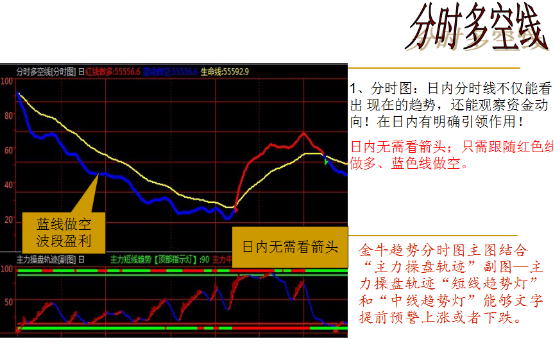 分时多空线
分时多空线[分时图] 日 红线做多:55556.6 蓝线做空:55556.6 生命线:55592.9
100
80
60
40
20
蓝线做空
波段盈利
日内无需看箭头
主力操盘轨迹[副图] 日 主力短线趋势【顶部指示灯】:90 主力中
100
50
1、分时图：日内分时线不仅能看
出 现在的趋势，还能观察资金动
向！在日内有明确引领作用！
日内无需看箭头；只需跟随红色线
做多、蓝色线做空。
金牛趋势分时图主图结合
“主力操盘轨迹”副图—主
力操盘轨迹“短线趋势灯”
和“中线趋势灯”能够文字
提前预警上涨或者下跌。